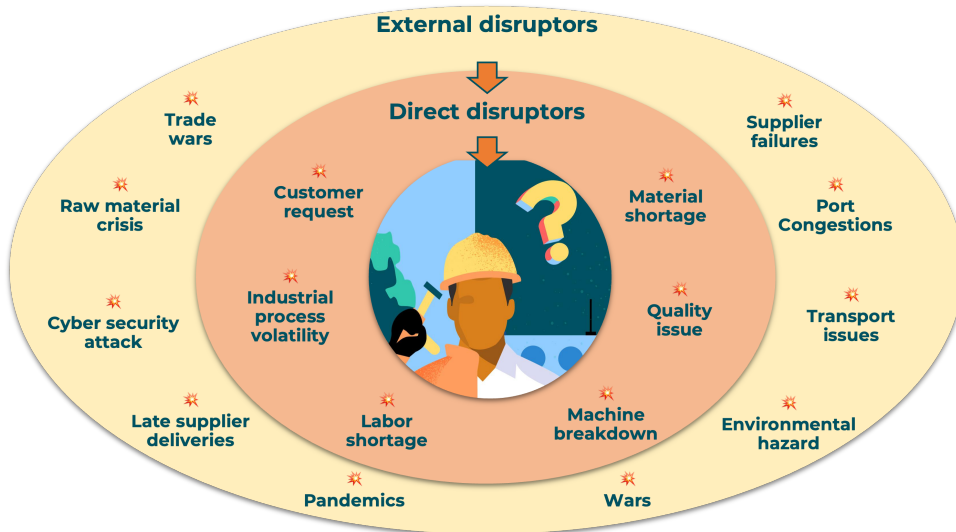 External disruptors
Direct disruptors
Trade
wars
Supplier
failures
Customer
request
Material
shortage
Raw material
crisis
Port
Congestions
Industrial
process
volatility
Quality
issue
Cyber security
attack
Transport
issues
Late supplier
deliveries
Labor
shortage
Machine
breakdown
Environmental
hazard
Pandemics
Wars